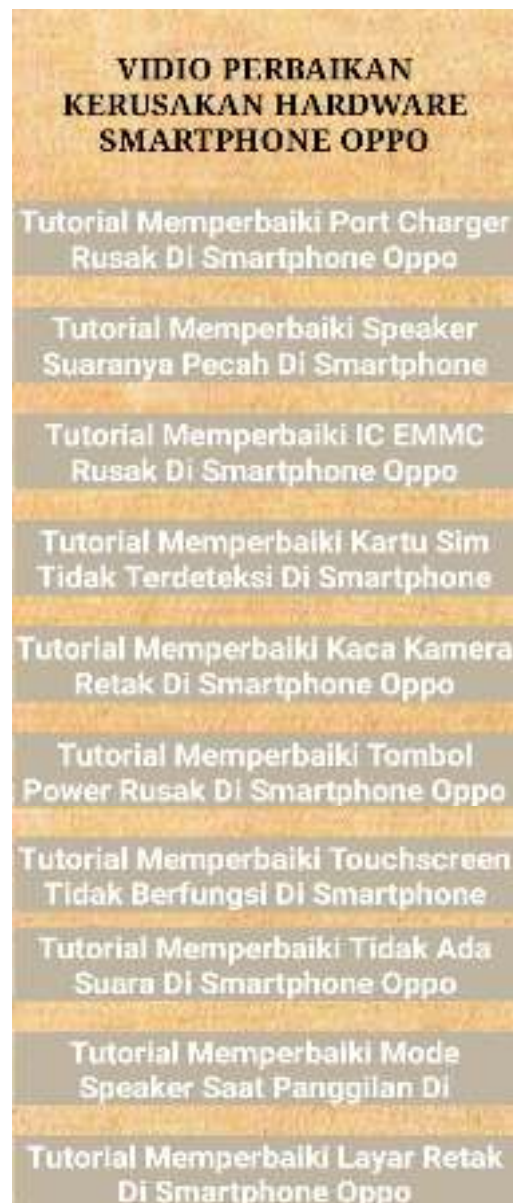 VIDIO PERBAIKAN
KERUSAKAN HARDWARE
SMARTPHONE OPPO
Tutorial Memperbaiki Port Charger
Rusak Di Smartphone Oppo
Tutorial Memperbaiki Speaker
Suaranya Pecah Di Smartphone
Tutorial Memperbaiki IC EMMC
Rusak Di Smartphone Oppo
Tutorial Memperbaiki Kartu Sim
Tidak Terdeteksi Di Smartphone
Tutorial Memperbaiki Kaca Kamera
Retak Di Smartphone Oppo
Tutorial Memperbaiki Tombol
Power Rusak Di Smartphone Oppo
Tutorial Memperbaiki Touchscreen
Tidak Berfungsi Di Smartphone
Tutorial Memperbaiki Tidak Ada
Suara Di Smartphone Oppo
Tutorial Memperbaiki Mode
Speaker Saat Panggilan Di
Tutorial Memperbaiki Layar Retak
Di Smartphone Oppo